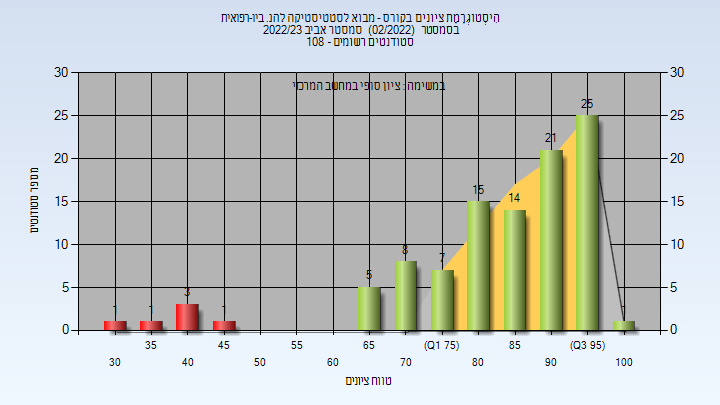 היסטוגרמת ציונים בקורס - מבוא לסטטיסטיקה להנ. ביו-רפואית
בסמסטר (02/2022) סמסטר אביב 2022/23
סטודנטים רשומים - 108
במשימה : ציון סופי במחשב המרכזי
מספר סטודנטים
30 30
25 25
20 20
15 15
10 10
5 5
0 0
1 1 3 1 5 8 7 15 14 21 25 1
35 45 55 65 (Q1 75) 85 (Q3 95)
30 40 50 60 70 80 90 100
טווח ציונים